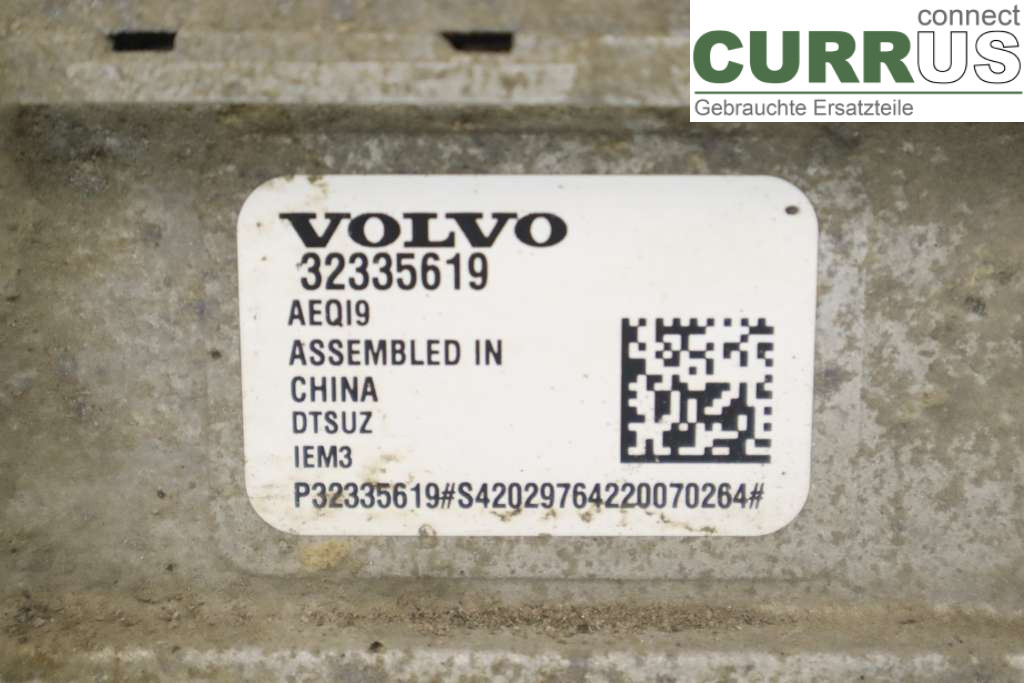 connect
CURRUS
Gebrauchte Ersatzteile
VOLVO
32335619
AEQI9
ASSEMBLED IN
CHINA
DTSUZ
IEM3
P32335619#S42029764220070264#